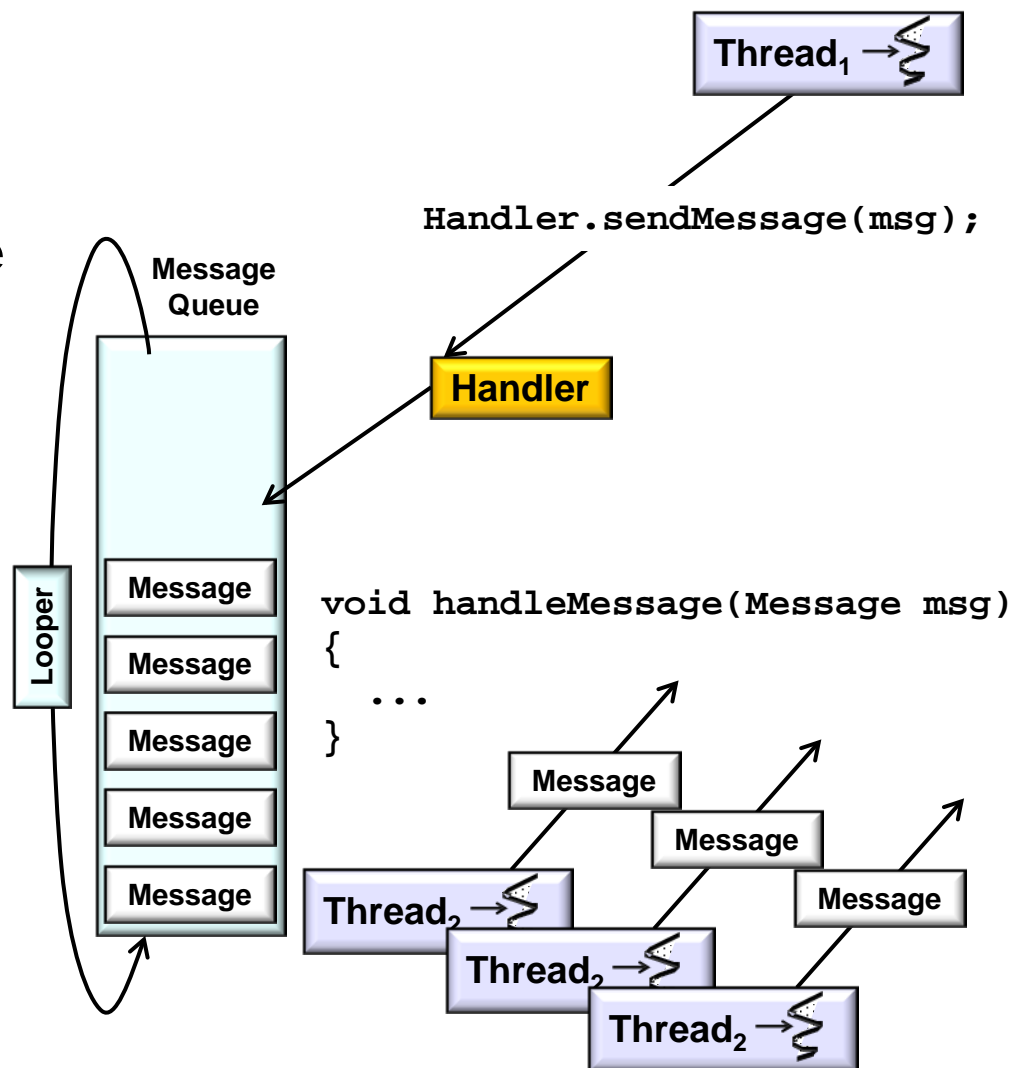 Thread1
Handler.sendMessage(msg);
e
Message
Queue
Handler
Looper
Message
Message
Message
Message
Message
void handleMessage(Message msg)
{
...
}
Message
Message
Message
Thread2
Thread2
Thread2